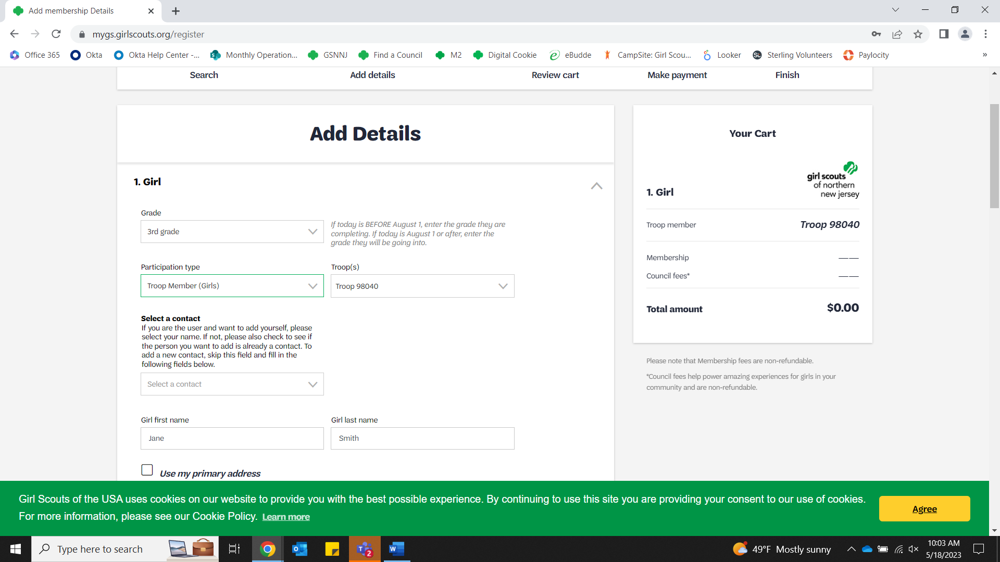 Add membership Details
mygs.girlscouts.org/register
Office 365 Okta Okta Help Center -... Monthly Operation... GSNNJ Find a Council M2 Digital Cookie eBudde CampSite: Girl Scou... Looker Sterling Volunteers Paylocity »
Search Add details Review cart Make payment Finish
Add Details
1. Girl
Grade
3rd grade
If today is BEFORE August 1, enter the grade they are
completing. If today is August 1 or after, enter the
grade they will be going into.
Participation type Troop(s)
Troop Member (Girls) Troop 98040
Select a contact
If you are the user and want to add yourself, please
select your name. If not, please also check to see if
the person you want to add is already a contact. To
add a new contact, skip this field and fill in the
following fields below.
Select a contact
Girl first name Girl last name
Jane Smith
Use my primary address
Your Cart
girl scouts
of northern
new jersey
1. Girl
Troop member Troop 98040
Membership ——
Council fees* ——
Total amount $0.00
Please note that Membership fees are non-refundable.
*Council fees help power amazing experiences for girls in your
community and are non-refundable.
Girl Scouts of the USA uses cookies on our website to provide you with the best possible experience. By continuing to use this site you are providing your consent to our use of cookies.
For more information, please see our Cookie Policy. Learn more
Agree
Type here to search
2
49°F Mostly sunny
10:03 AM
5/18/2023